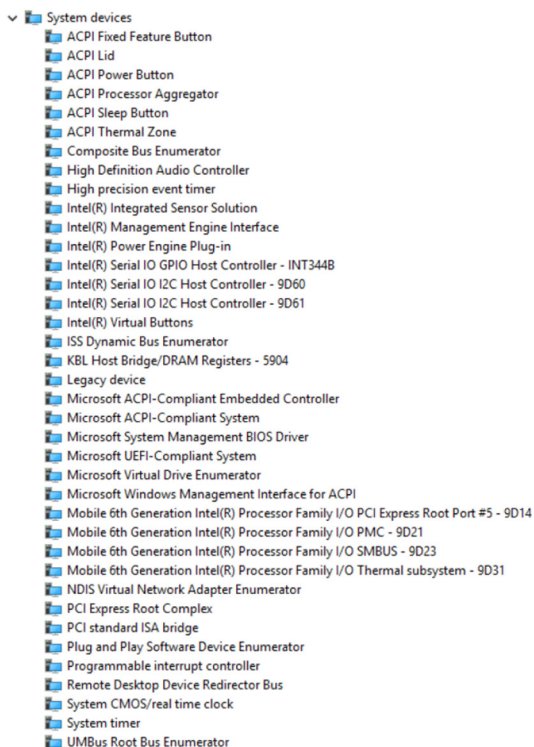 System devices
ACPI Fixed Feature Button
ACPI Lid
ACPI Power Button
ACPI Processor Aggregator
ACPI Sleep Button
ACPI Thermal Zone
Composite Bus Enumerator
High Definition Audio Controller
High precision event timer
Intel(R) Integrated Sensor Solution
Intel(R) Management Engine Interface
Intel(R) Power Engine Plug-in
Intel(R) Serial IO GPIO Host Controller - INT344B
Intel(R) Serial IO I2C Host Controller - 9D60
Intel(R) Serial IO I2C Host Controller - 9D61
Intel(R) Virtual Buttons
ISS Dynamic Bus Enumerator
KBL Host Bridge/DRAM Registers - 5904
Legacy device
Microsoft ACPI-Compliant Embedded Controller
Microsoft ACPI-Compliant System
Microsoft System Management BIOS Driver
Microsoft UEFI-Compliant System
Microsoft Virtual Drive Enumerator
Microsoft Windows Management Interface for ACPI
Mobile 6th Generation Intel(R) Processor Family I/O PCI Express Root Port #5 - 9D14
Mobile 6th Generation Intel(R) Processor Family I/O PMC - 9D21
Mobile 6th Generation Intel(R) Processor Family I/O SMBUS - 9D23
Mobile 6th Generation Intel(R) Processor Family I/O Thermal subsystem - 9D31
NDIS Virtual Network Adapter Enumerator
PCI Express Root Complex
PCI standard ISA bridge
Plug and Play Software Device Enumerator
Programmable interrupt controller
Remote Desktop Device Redirector Bus
System CMOS/real time clock
System timer
UMBus Root Bus Enumerator